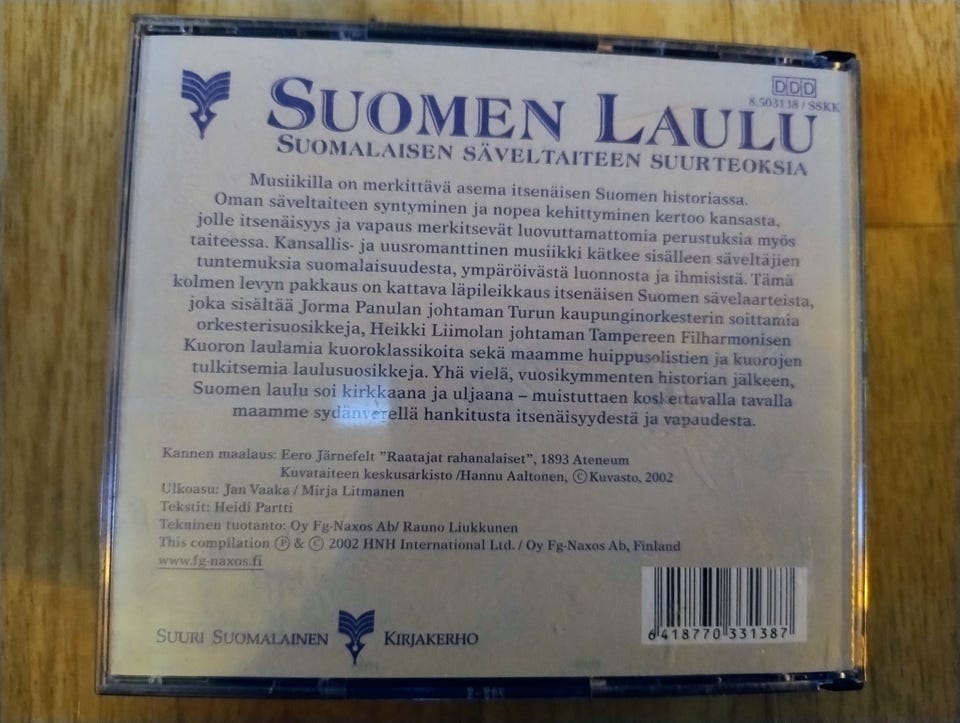 DDD
8.503138 / SSKK
SUOMEN LAULU
SUOMALAISEN SÄVELTAITEEN SUURTEOKSIA
Musiikilla on merkittävä asema itsenäisen Suomen historiassa.
Oman säveltaiteen syntyminen ja nopea kehittyminen kertoo kansasta,
jolle itsenäisyys ja vapaus merkitsevät luovuttamattomia perustuksia myös
taiteessa. Kansallis- ja uusromanttinen musiikki kätkee sisälleen säveltäjien
tuntemuksia suomalaisuudesta, ympäröivästä luonnosta ja ihmisistä. Tämä
kolmen levyn pakkaus on kattava läpileikkaus itsenäisen Suomen sävelaarteista,
joka sisältää Jorma Panulan johtaman Turun kaupunginorkesterin soittamia
orkesterisuosikkeja, Heikki Liimolan johtaman Tampereen Filharmonisen
Kuoron laulamia kuoroklassikoita sekä maamme huippusolistien ja kuorojen
tulkitsemia laulusuosikkeja. Yhä vielä, vuosikymmenten historian jälkeen,
Suomen laulu soi kirkkaana ja uljaana – muistuttaen koskettavalla tavalla
maamme sydänverellä hankitusta itsenäisyydestä ja vapaudesta.
Kannen maalaus: Eero Järnefelt "Raatajat rahanalaiset", 1893 Ateneum
Kuvataiteen keskusarkisto /Hannu Aaltonen, © Kuvasto, 2002
Ulkoasu: Jan Vaaka / Mirja Litmanen
Tekstit: Heidi Partti
Tekninen tuotanto: Oy Fg-Naxos Ab/ Rauno Liukkunen
This compilation ℗ & © 2002 HNH International Ltd. / Oy Fg-Naxos Ab, Finland
www.fg-naxos.fi
SUURI SUOMALAINEN KIRJAKERHO
6 418770 331387